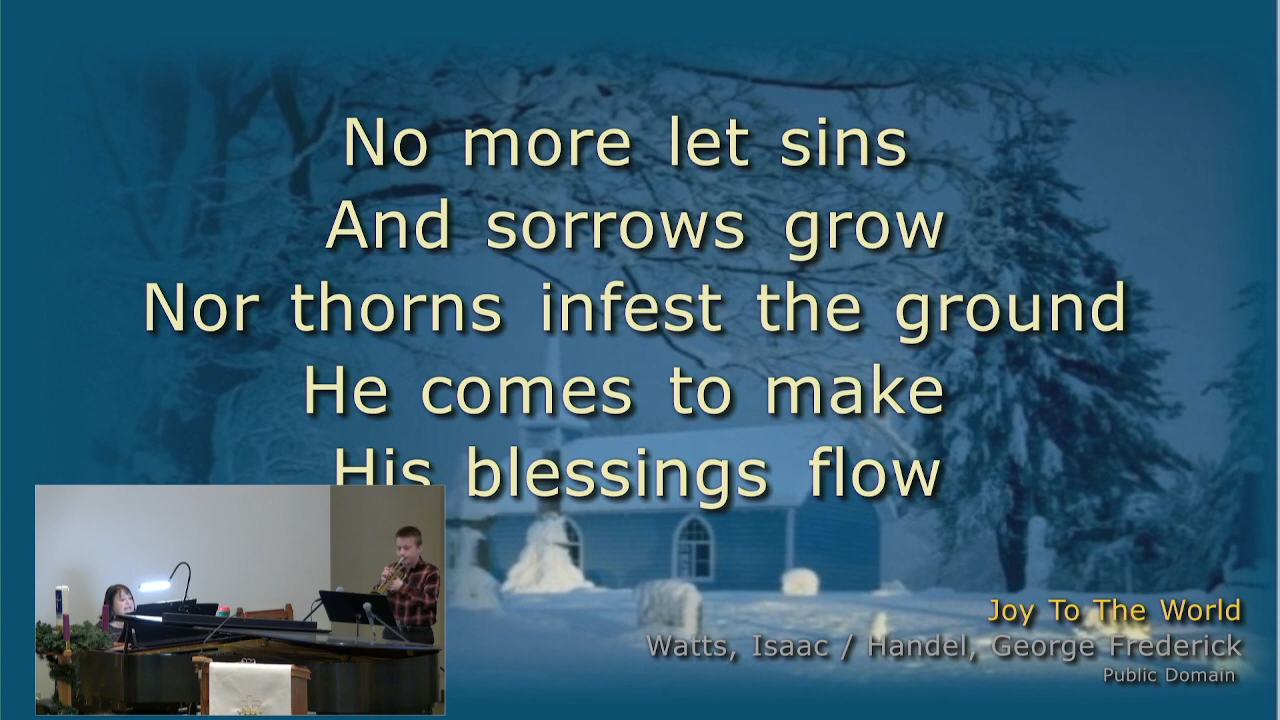 No more let sins
And sorrows grow
Nor thorns infest the ground
He comes to make
His blessings flow
Joy To The World
Watts, Isaac / Handel, George Frederick
Public Domain